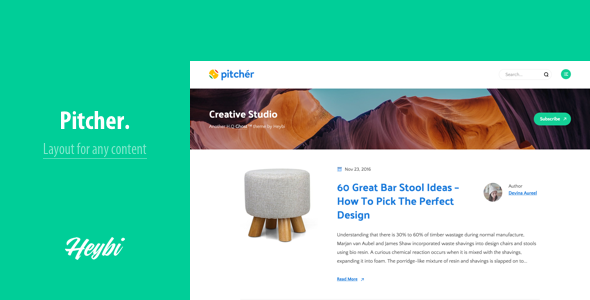 Pitcher.
Layout for any content
Heybi
pitchér
Search...
Creative Studio
Another H.Q Ghost™ theme by Heybi
Subscribe
Nov 23, 2016
60 Great Bar Stool Ideas –
How To Pick The Perfect
Design
Author
Devina Aureel
Understanding that there is 30% to 60% of timber wastage during normal manufacture.
Marjan van Aubel and James Shaw incorporated waste shavings into design chairs and stools
using bio-resin. A curious chemical reaction occurs when it is mixed with the shavings,
expanding it into foam. The porridge-like mixture of resin and shavings is slapped on to...
Read More